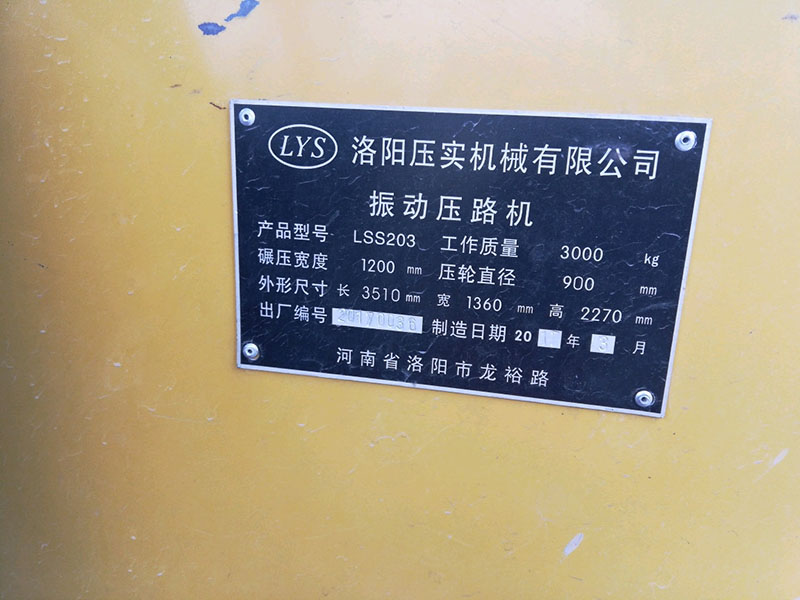 LYS 洛阳压实机械有限公司
振动压路机
产品型号 LSS203 工作质量 3000 kg
碾压宽度 1200 mm 压轮直径 900 mm
外形尺寸 长 3510 mm 宽 1360 mm 高 2270 mm
出厂编号 20170036 制造日期 20 年 3 月
河南省洛阳市龙裕路